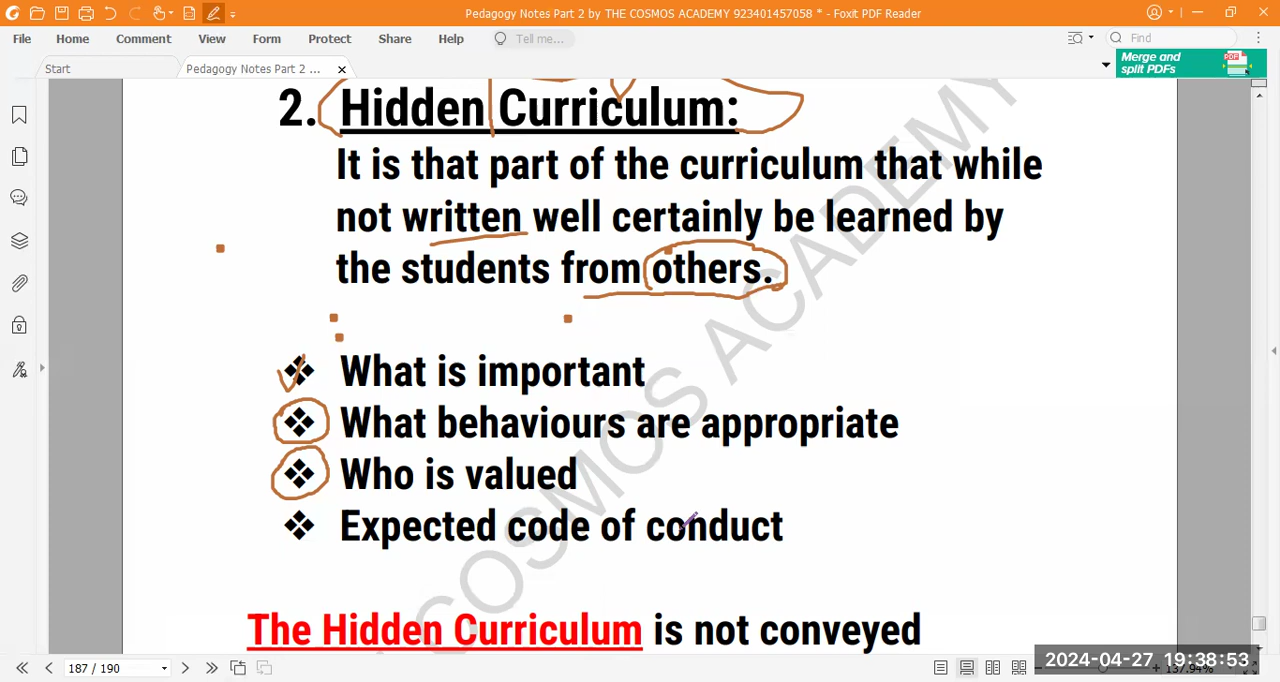 Pedagogy Notes Part 2 by THE COSMOS ACADEMY 923401457058 * - Foxit PDF Reader
File Home Comment View Form Protect Share Help Tell me... Find
Start
Pedagogy Notes Part 2 ...
Merge and
split PDFs
2. Hidden Curriculum:
It is that part of the curriculum that while
not written well certainly be learned by
the students from others.
❖ What is important
❖ What behaviours are appropriate
❖ Who is valued
❖ Expected code of conduct
The Hidden Curriculum is not conveyed
COSMOS ACADEMY
187 / 190
2024-04-27 19:38:53
137.94%